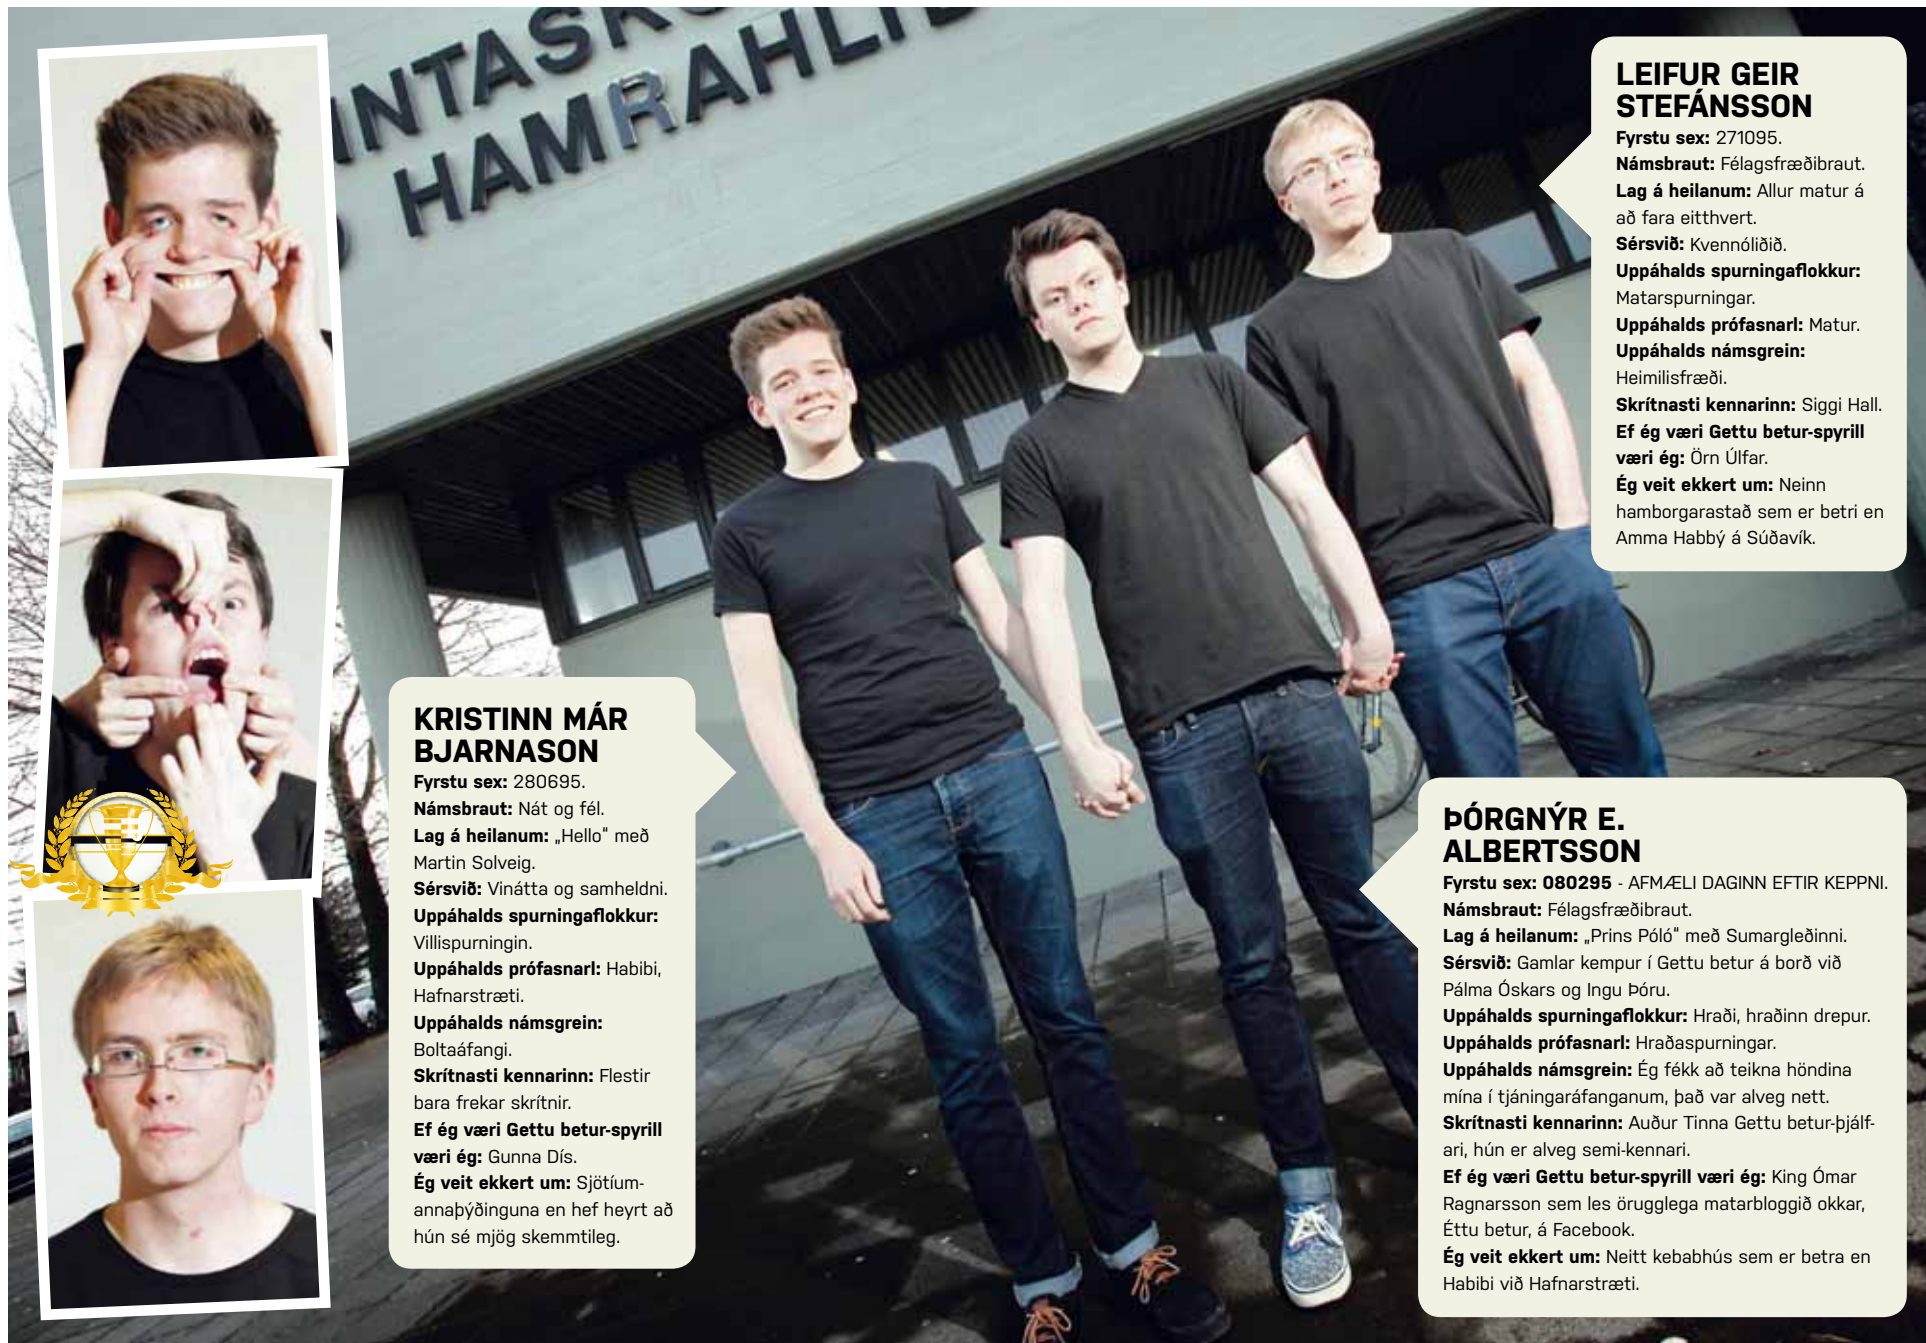 NTASK
HAMRAHLÍÐ
LEIFUR GEIR
STEFÁNSSON
Fyrstu sex: 271095.
Námsbraut: Félagsfræðibraut.
Lag á heilanum: Allur matur á
að fara eitthvert.
Sérsvið: Kvennóliðið.
Uppáhalds spurningaflokkur:
Matarspurningar.
Uppáhalds prófasnarl: Matur.
Uppáhalds námsgrein:
Heimilisfræði.
Skrítnasti kennarinn: Siggi Hall.
Ef ég væri Gettu betur-spyrill
væri ég: Örn Úlfar.
Ég veit ekkert um: Neinn
hamborgarastað sem er betri en
Amma Habbý á Súðavík.
KRISTINN MÁR
BJARNASON
Fyrstu sex: 280695.
Námsbraut: Nát og fél.
Lag á heilanum: „Hello“ með
Martin Solveig.
Sérsvið: Vinátta og samheldni.
Uppáhalds spurningaflokkur:
Villispurningin.
Uppáhalds prófasnarl: Habibi,
Hafnarstræti.
Uppáhalds námsgrein:
Boltaáfangi.
Skrítnasti kennarinn: Flestir
bara frekar skrítnir.
Ef ég væri Gettu betur-spyrill
væri ég: Gunna Dís.
Ég veit ekkert um: Sjötíum-
annaþýðinguna en hef heyrt að
hún sé mjög skemmtileg.
ÞÓRGNÝR E.
ALBERTSSON
Fyrstu sex: 080295 - AFMÆLI DAGINN EFTIR KEPPNI.
Námsbraut: Félagsfræðibraut.
Lag á heilanum: „Prins Póló“ með Sumargleðinni.
Sérsvið: Gamlar kempur í Gettu betur á borð við
Pálma Óskars og Ingu Þóru.
Uppáhalds spurningaflokkur: Hraði, hraðinn drepur.
Uppáhalds prófasnarl: Hraðaspurningar.
Uppáhalds námsgrein: Ég fékk að teikna höndina
mína í tjáningaráfanganum, það var alveg nett.
Skrítnasti kennarinn: Auður Tinna Gettu betur-þjálf-
ari, hún er alveg semi-kennari.
Ef ég væri Gettu betur-spyrill væri ég: King Ómar
Ragnarsson sem les örugglega matarbloggið okkar,
Éttu betur, á Facebook.
Ég veit ekkert um: Neitt kebabhús sem er betra en
Habibi við Hafnarstræti.